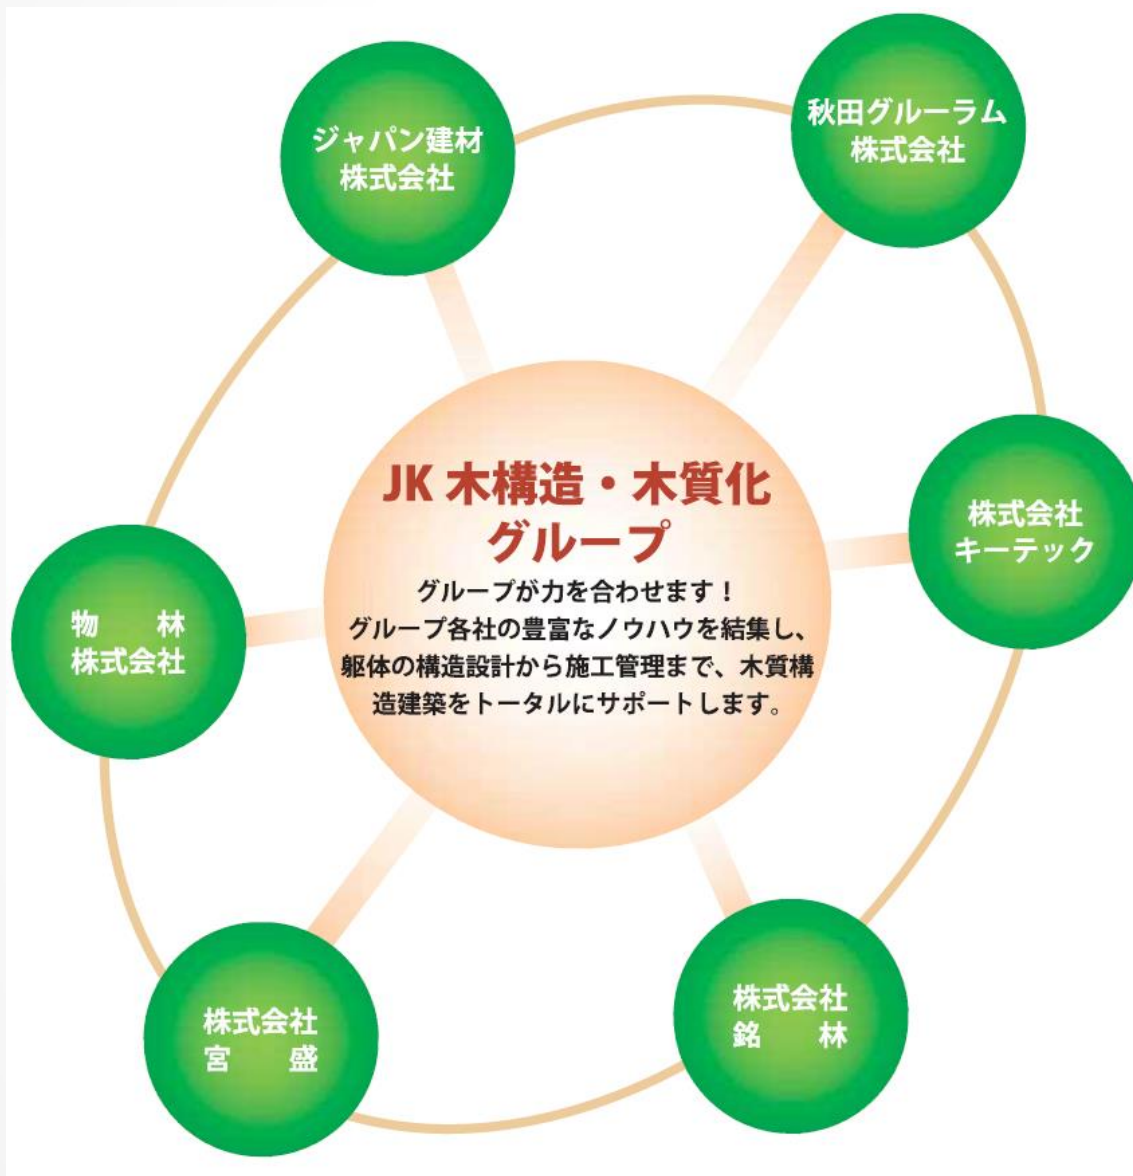 ジャパン建材
株式会社
秋田グルーラム
株式会社
JK 木構造・木質化
グループ
グループが力を合わせます！
グループ各社の豊富なノウハウを結集し、
躯体の構造設計から施工管理まで、木質構
造建築をトータルにサポートします。
株式会社
キーテック
物　林
株式会社
株式会社
宮　盛
株式会社
銘　林